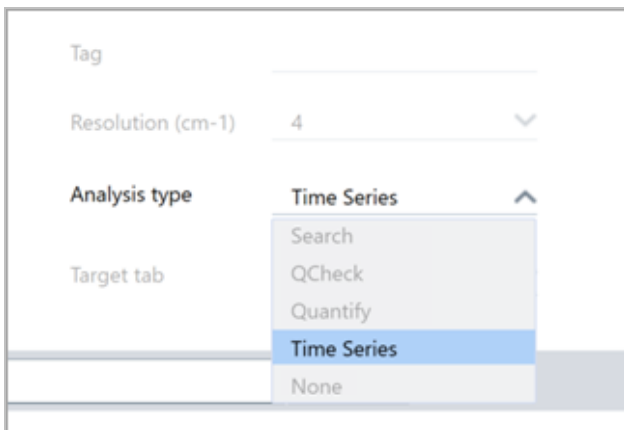 Tag
Resolution (cm-1) 4
Analysis type Time Series
Search
Target tab QCheck
Quantify
Time Series
None